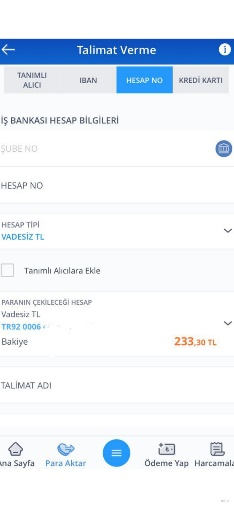 Talimat Verme
TANIMLI
ALICI
IBAN
HESAP NO
KREDİ KARTI
İŞ BANKASI HESAP BİLGİLERİ
ŞUBE NO
HESAP NO
HESAP TİPİ
VADESİZ TL
Tanımlı Alıcılara Ekle
PARANIN ÇEKİLECEĞİ HESAP
Vadesiz TL
TR92 0006
Bakiye
233,30 TL
TALİMAT ADI
Ana Sayfa
Para Aktar
Ödeme Yap
Harcamala